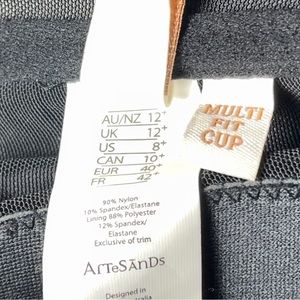 AU/NZ 12+
UK 12+
US 8+
CAN 10+
EUR 40+
FR 42+
90% Nylon
10% Spandex/Elastane
Lining 88% Polyester
12% Spandex/
Elastane
Exclusive of trim
ARTESANDS
Designed in
MULTI
FIT
CUP